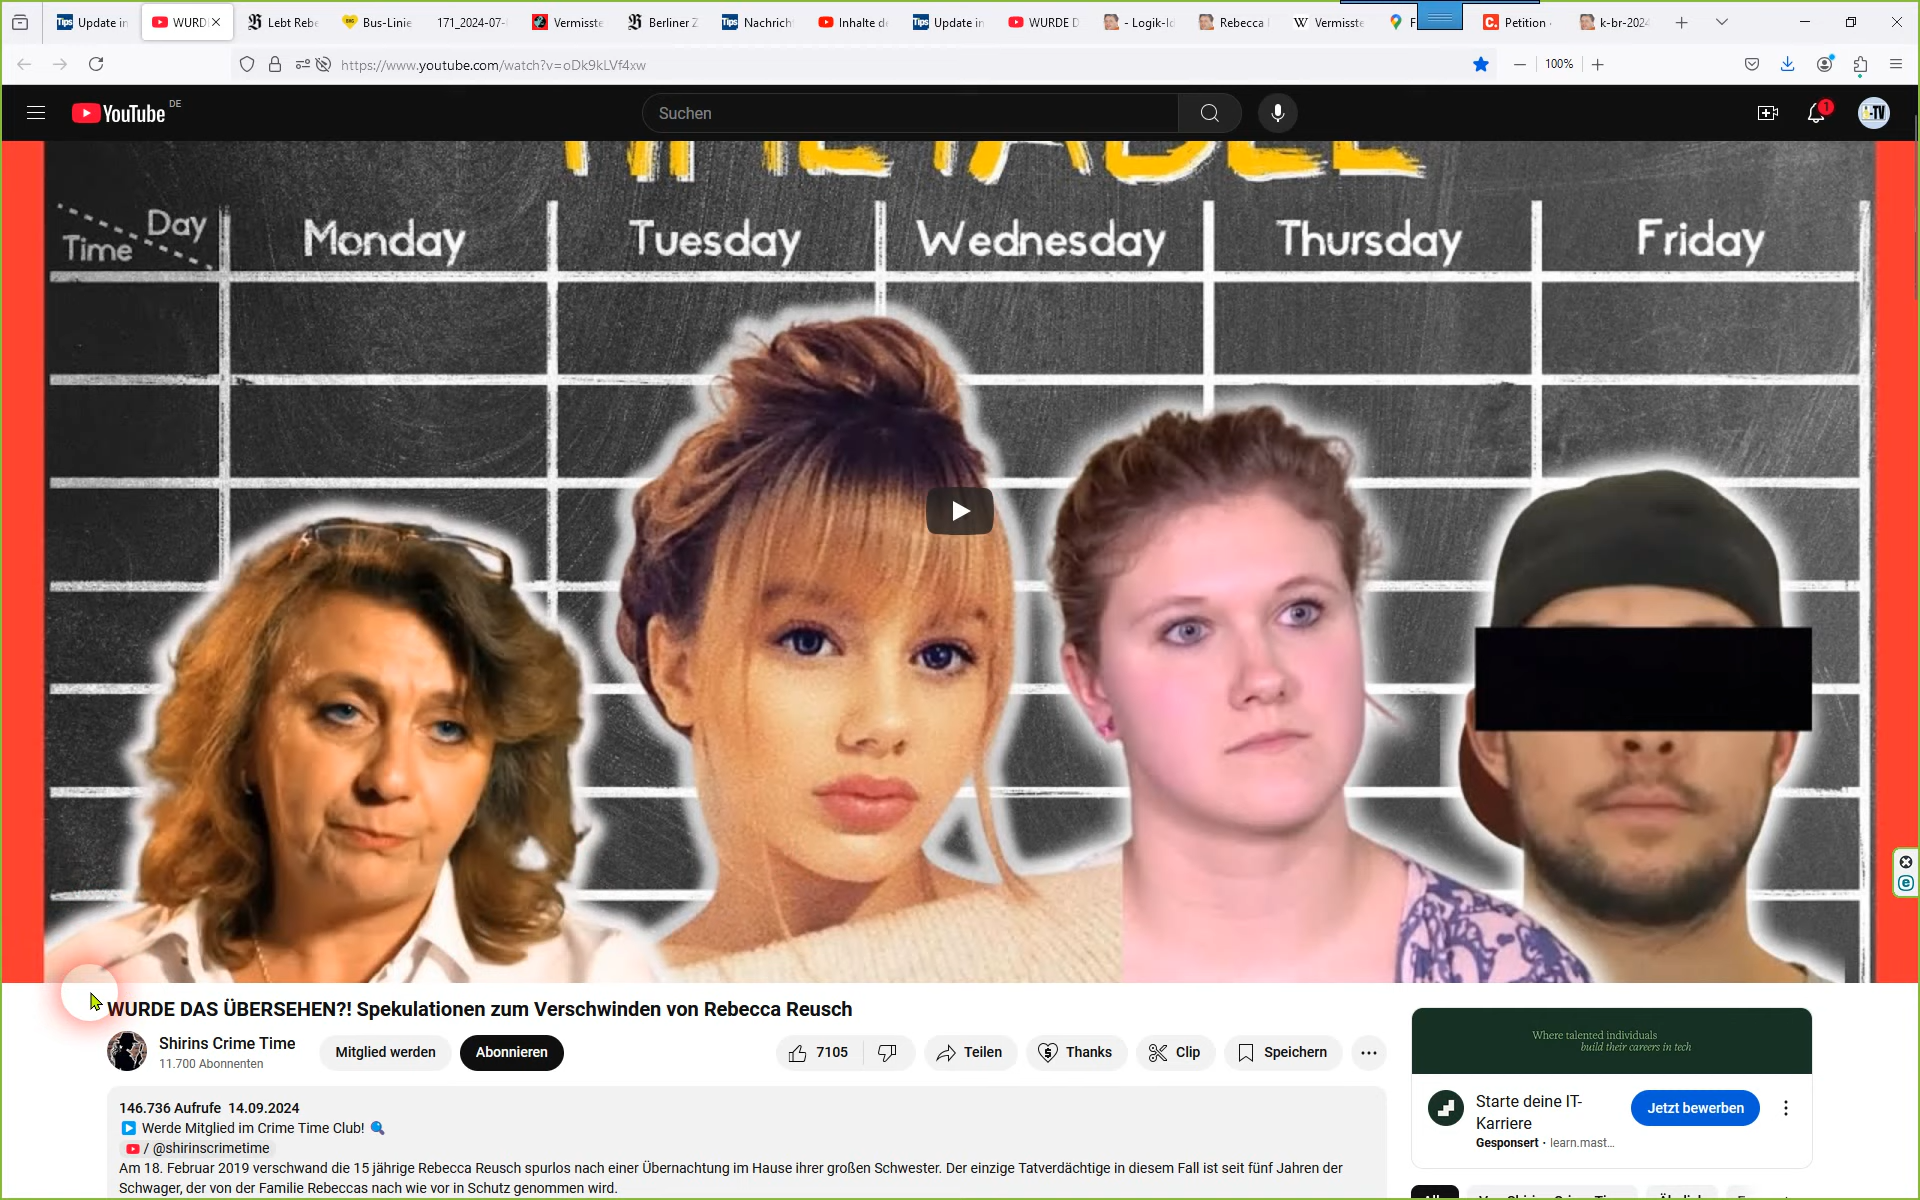 Update in
WURD
Lebt Rebe
Bus-Linie
171_2024-07-
Vermisste
Berliner Z
Nachrich
Inhalte de
Update in
WURDE D
- Logik-Id
Rebecca
Vermisste
F
Petition
k-br-2024
https://www.youtube.com/watch?v=oDk9kLVf4xw
100%
YouTube DE
Suchen
1
TIMETABLE
Day
Time
Monday
Tuesday
Wednesday
Thursday
Friday
WURDE DAS ÜBERSEHEN?! Spekulationen zum Verschwinden von Rebecca Reusch
Shirins Crime Time
11.700 Abonnenten
Mitglied werden
Abonnieren
7105
Teilen
Thanks
Clip
Speichern
146.736 Aufrufe 14.09.2024
Werde Mitglied im Crime Time Club!
/ @shirinscrimetime
Am 18. Februar 2019 verschwand die 15 jährige Rebecca Reusch spurlos nach einer Übernachtung im Hause ihrer großen Schwester. Der einzige Tatverdächtige in diesem Fall ist seit fünf Jahren der
Schwager, der von der Familie Rebeccas nach wie vor in Schutz genommen wird.
Where talented individuals
build their careers in tech
Starte deine IT-
Karriere
Gesponsert · learn.mast...
Jetzt bewerben